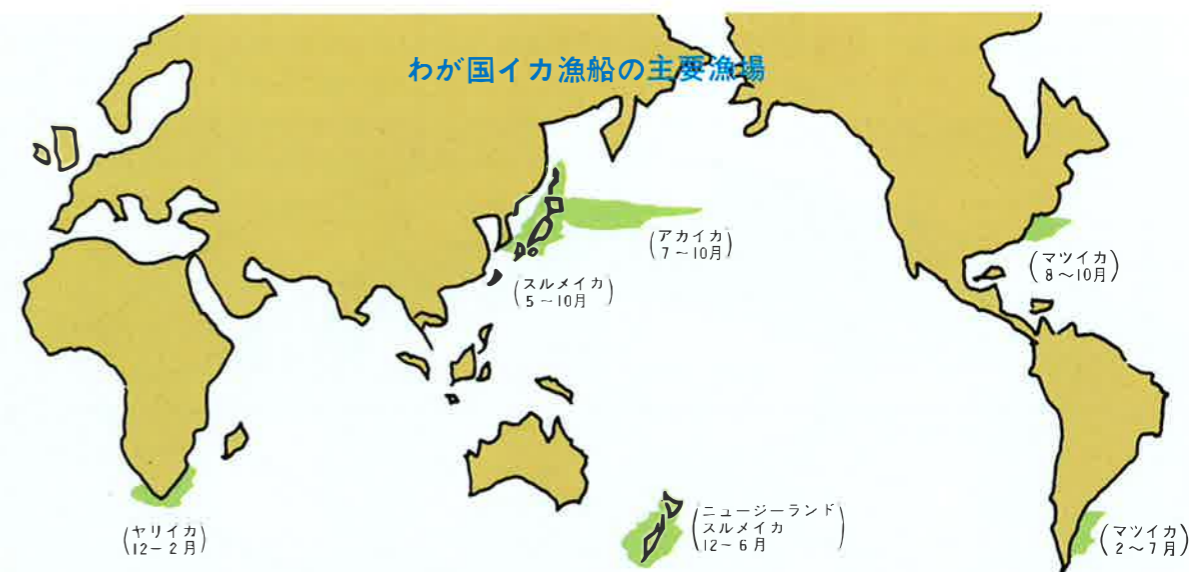 わが国イカ漁船の主要漁場
(アカイカ
7~10月)
(マツイカ
8~10月)
(スルメイカ
5-10月)
(ヤリイカ
12-2月)
(ニュージーランド
スルメイカ
12-6月)
(マツイカ
2~7月)